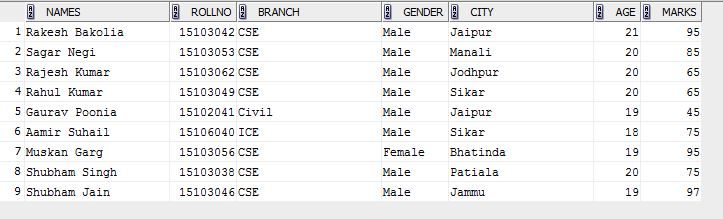 NAMES ROLLNO BRANCH GENDER CITY AGE MARKS
1 Rakesh Bakolia 15103042 CSE Male Jaipur 21 95
2 Sagar Negi 15103053 CSE Male Manali 20 85
3 Rajesh Kumar 15103062 CSE Male Jodhpur 20 65
4 Rahul Kumar 15103049 CSE Male Sikar 20 65
5 Gaurav Poonia 15102041 Civil Male Jaipur 19 45
6 Aamir Suhail 15106040 ICE Male Sikar 18 75
7 Muskan Garg 15103056 CSE Female Bhatinda 19 95
8 Shubham Singh 15103038 CSE Male Patiala 20 75
9 Shubham Jain 15103046 CSE Male Jammu 19 97